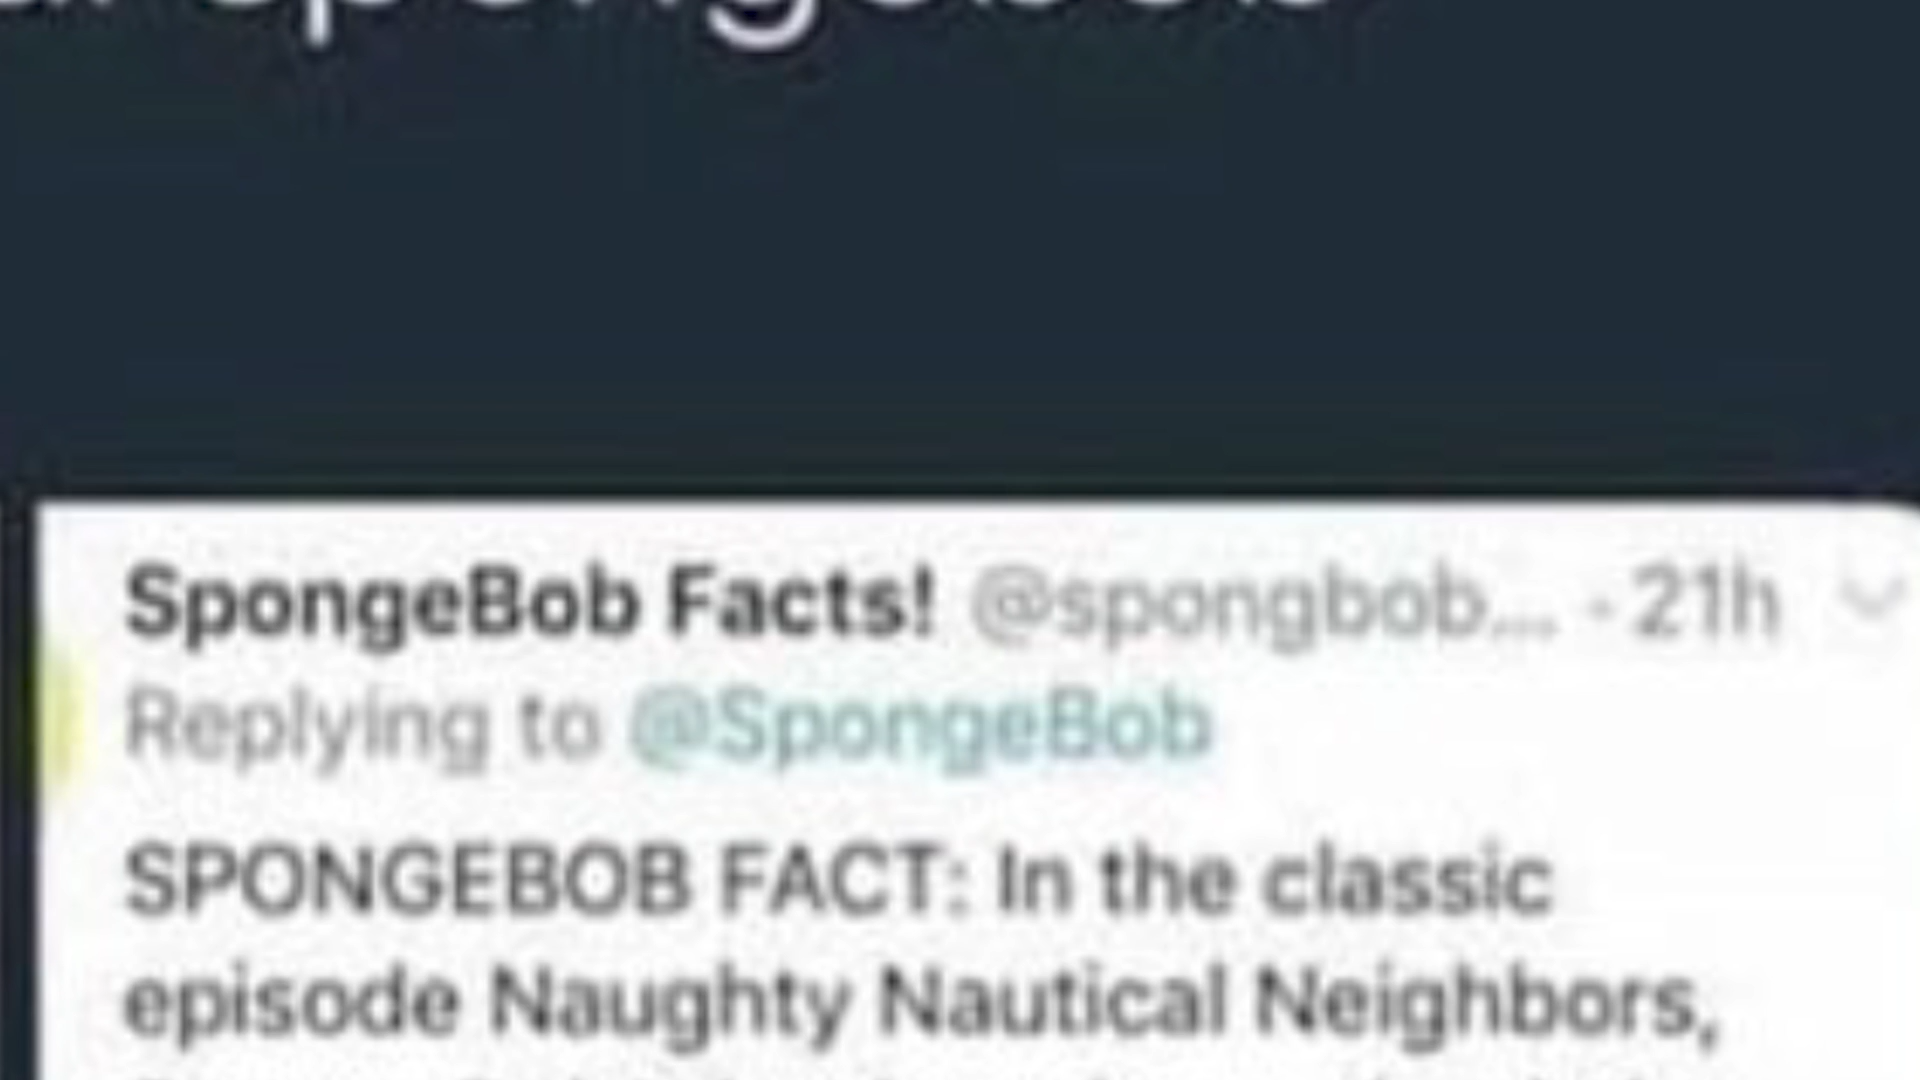 SpongeBob Facts! @spongbob... · 21h
Replying to @SpongeBob
SPONGEBOB FACT: In the classic
episode Naughty Nautical Neighbors,